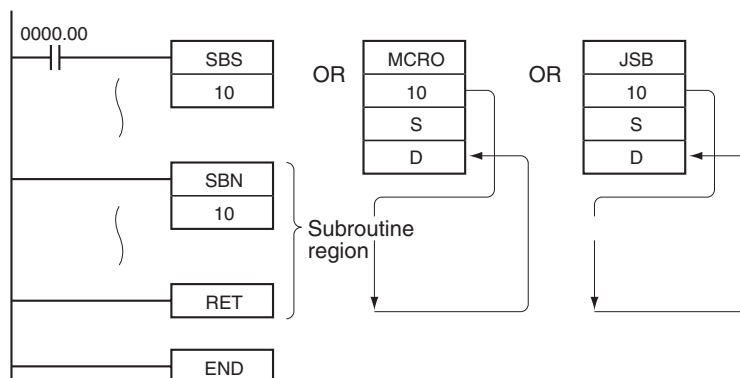 0000.00
SBS
10
OR
MCRO
10
S
D
OR
JSB
10
S
D
SBN
10
Subroutine
region
RET
END